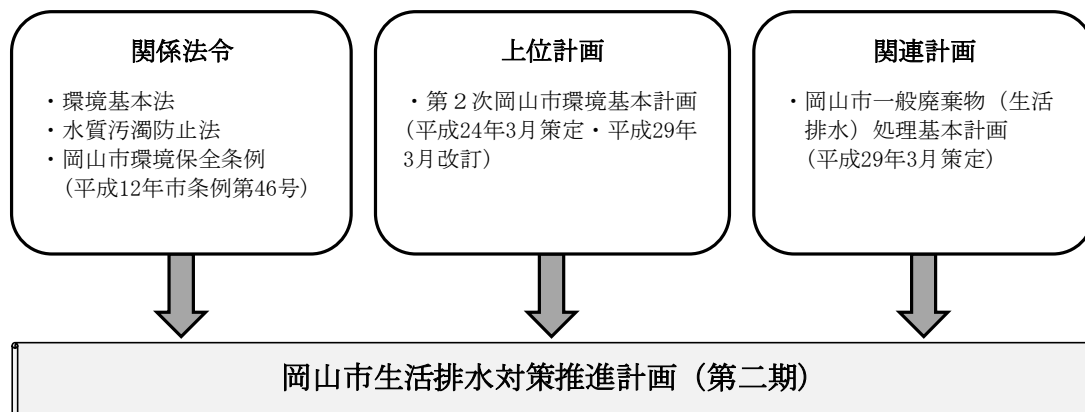 関係法令
・環境基本法
・水質汚濁防止法
・岡山市環境保全条例
(平成12年市条例第46号)
上位計画
・第２次岡山市環境基本計画
(平成24年3月策定・平成29年
3月改訂)
関連計画
・岡山市一般廃棄物（生活
排水）処理基本計画
(平成29年3月策定)
岡山市生活排水対策推進計画（第二期）